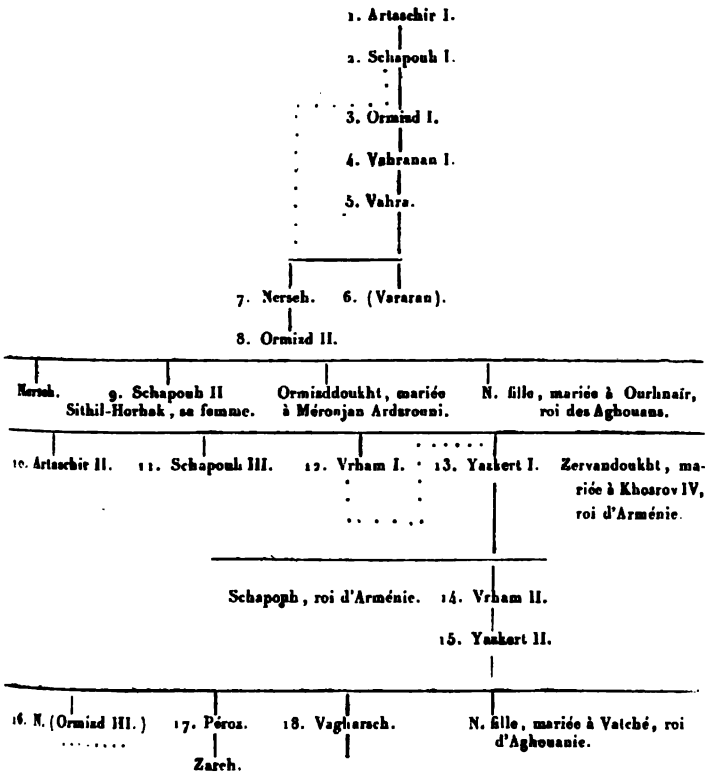 1. Artaschir I.
2. Schapouh I.
3. Ormizd I.
4. Vahranan I.
5. Vahra.
7. Nerseh. 6. (Vararan).
8. Ormizd II.
Nerseh. 9. Schapouh II Ormizddoukht, mariée N. fille, mariée à Ourhnaïr,
Sithil-Horhak, sa femme. à Méronjan Ardzrouni. roi des Aghouans.
10. Artaschir II. 11. Schapouh III. 12. Vrham I. 13. Yazkert I. Zervandoukht, ma-
riée à Khosrov IV,
roi d'Arménie.
Schapouh, roi d'Arménie. 14. Vrham II.
15. Yazkert II.
16. N. (Ormizd III.) 17. Péroz. 18. Vagharsch. N. fille, mariée à Vatché, roi
d'Aghouanie.
Zareh.